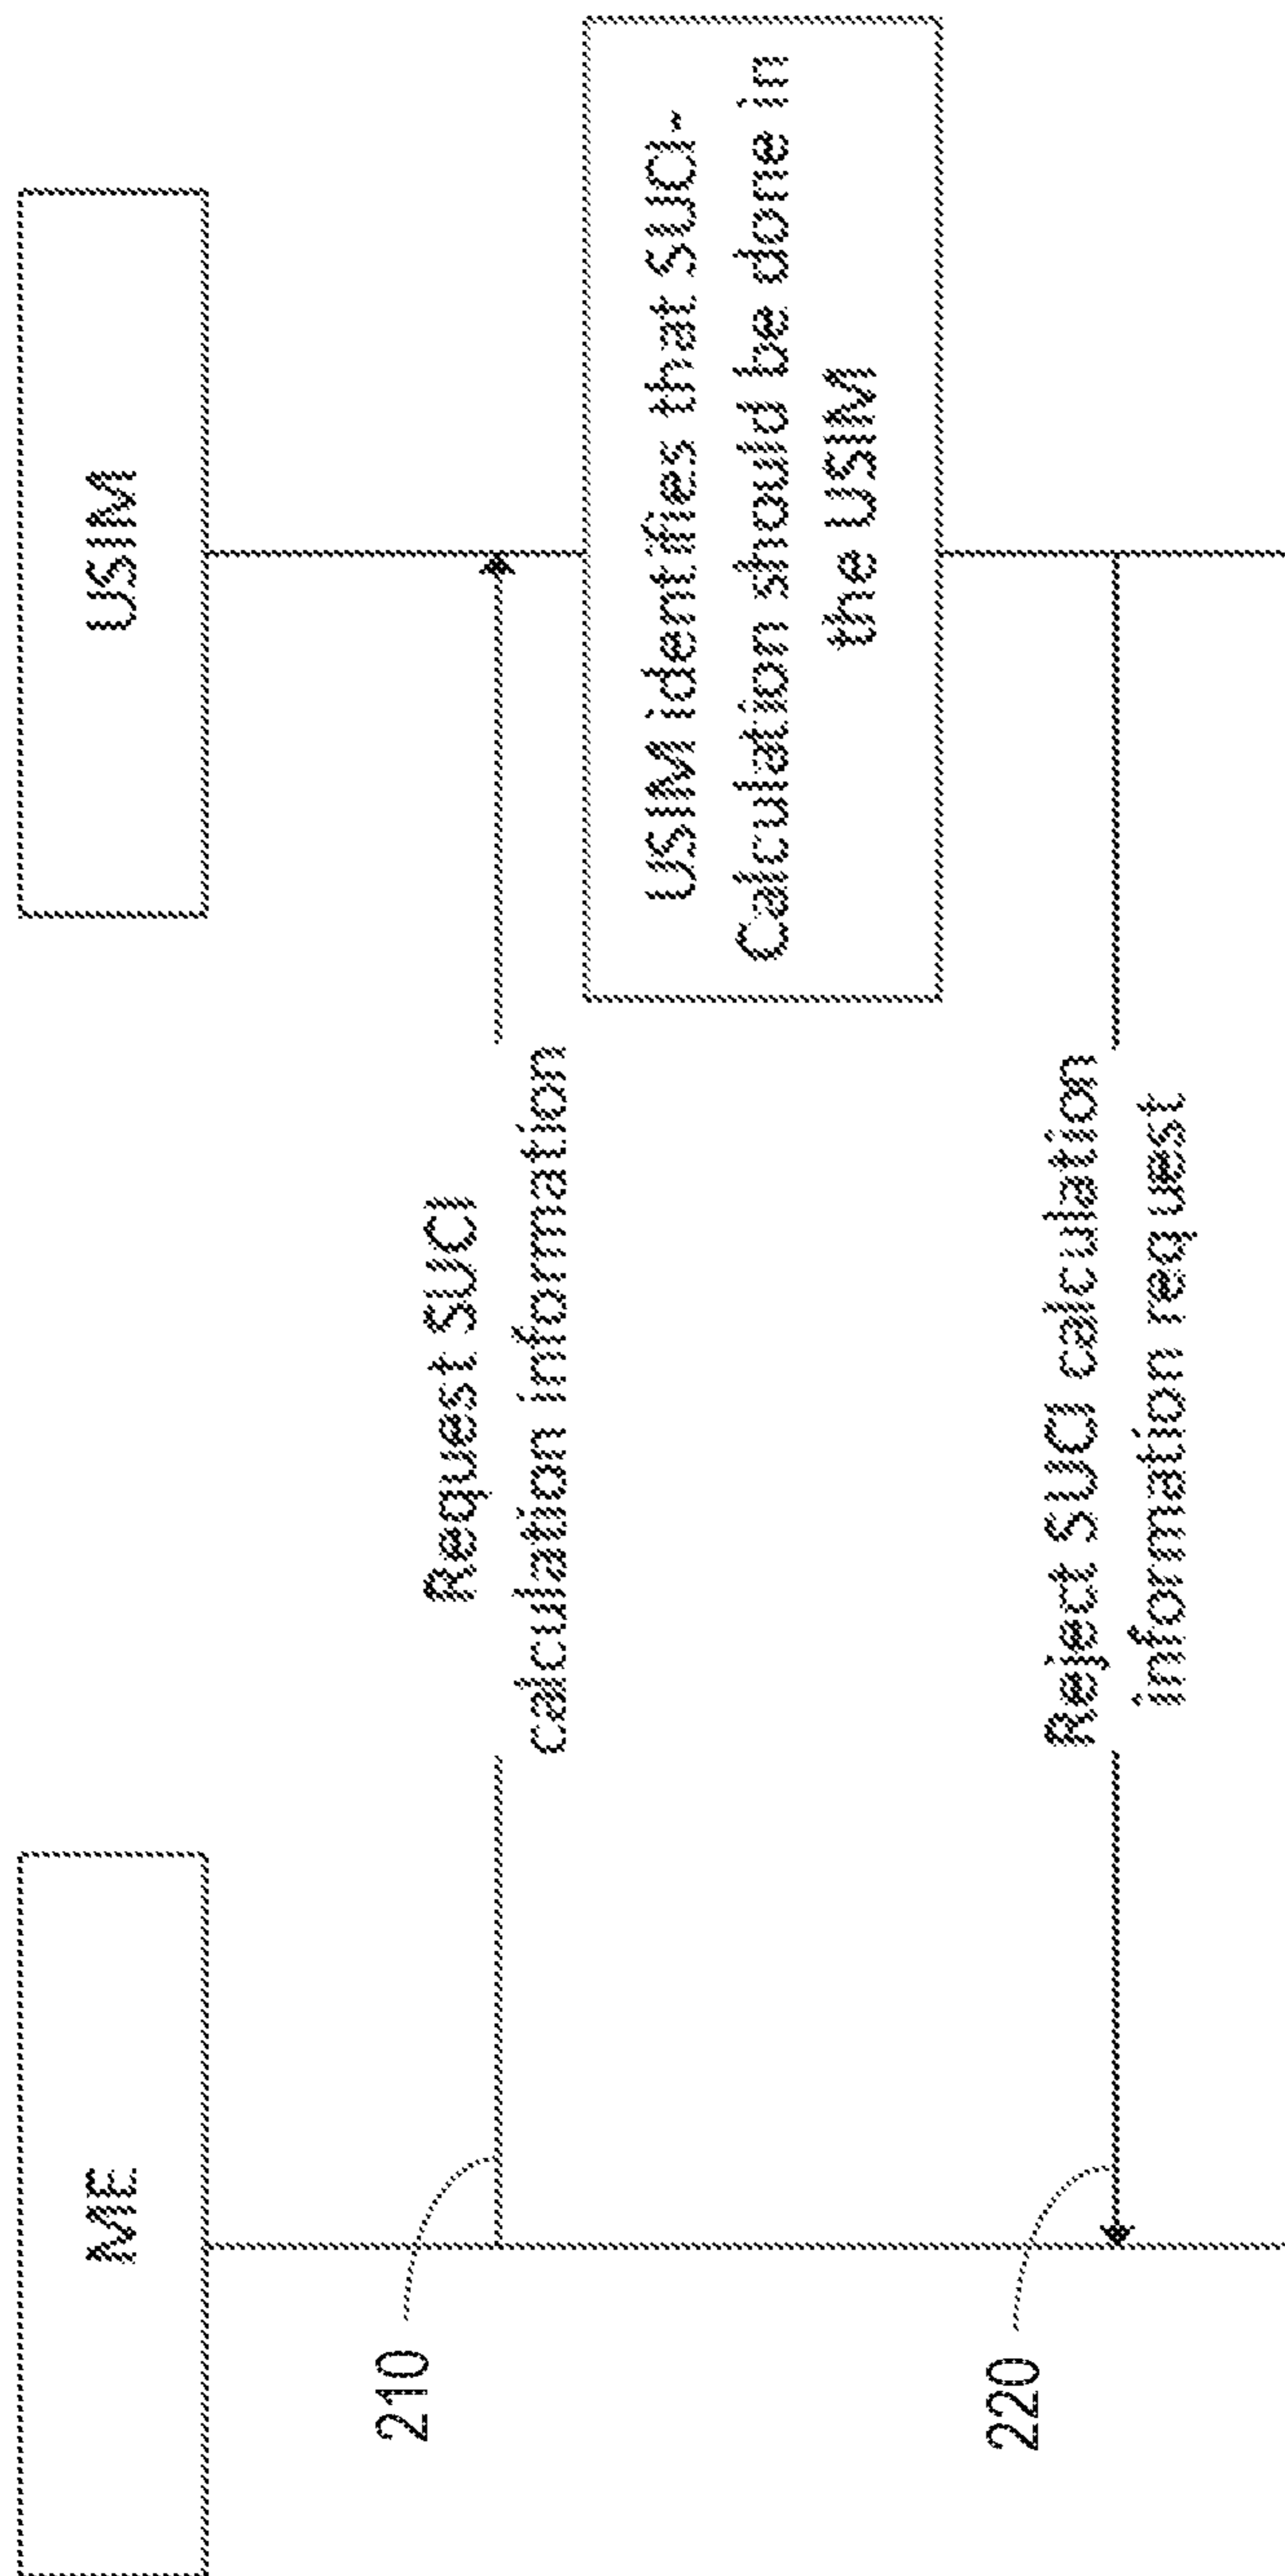 ME
USIM
210
Request SUCI
calculation information
USIM identifies that SUCI-
Calculation should be done in
the USIM
220
Reject SUCI calculation
information request